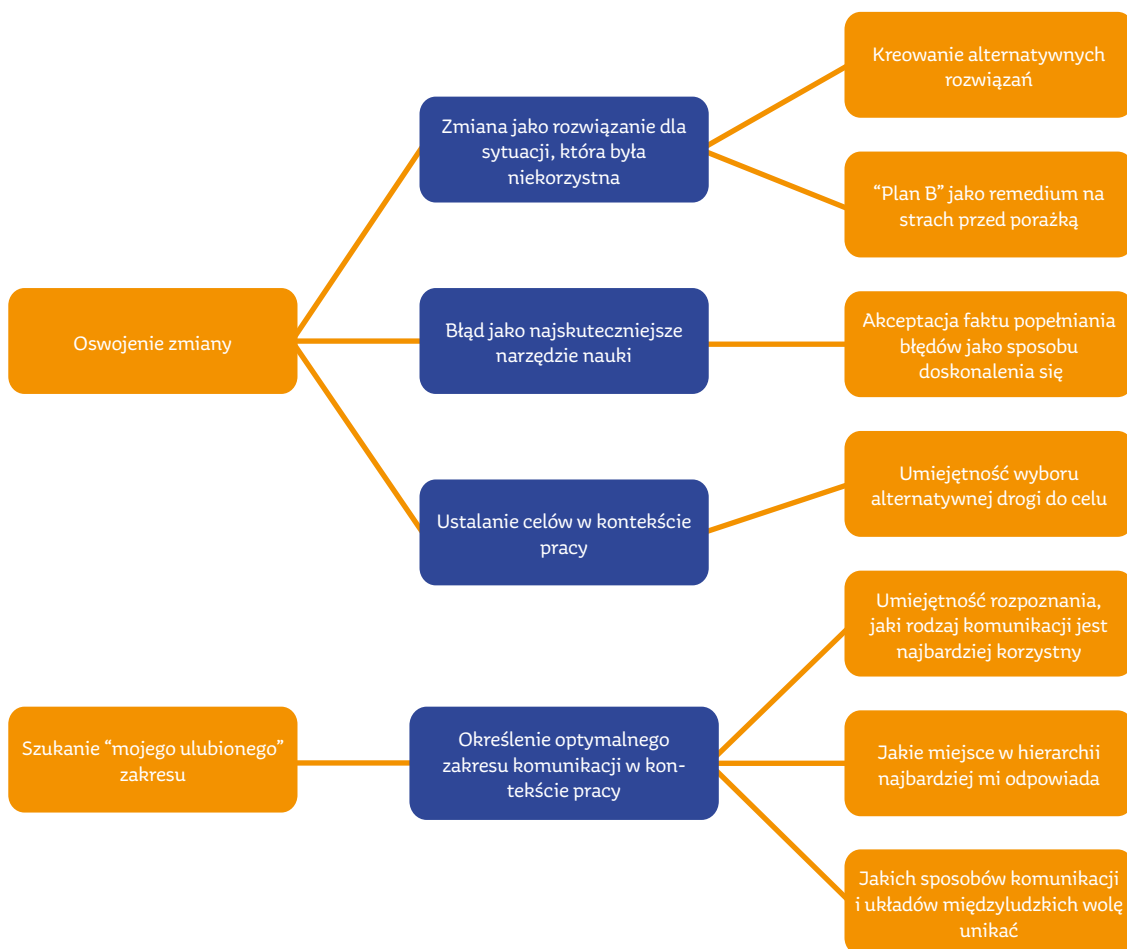 Oswojenie zmiany
Zmiana jako rozwiązanie dla
sytuacji, która była
niekorzystna
Kreowanie alternatywnych
rozwiązań
“Plan B” jako remedium na
strach przed porażką
Błąd jako najskuteczniejsze
narzędzie nauki
Akceptacja faktu popełniania
błędów jako sposobu
doskonalenia się
Ustalanie celów w kontekście
pracy
Umiejętność wyboru
alternatywnej drogi do celu
Szukanie “mojego ulubionego”
zakresu
Określenie optymalnego
zakresu komunikacji w kon-
tekście pracy
Umiejętność rozpoznania,
jaki rodzaj komunikacji jest
najbardziej korzystny
Jakie miejsce w hierarchii
najbardziej mi odpowiada
Jakich sposobów komunikacji
i układów międzyludzkich wolę
unikać